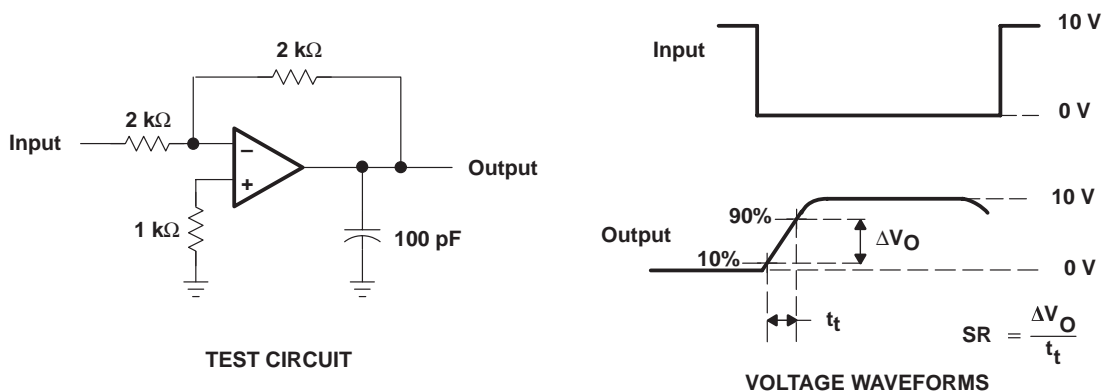 2 kΩ
2 kΩ
Input
−
+
Output
1 kΩ
100 pF
TEST CIRCUIT
10 V
Input
0 V
10 V
90%
ΔVO
Output
10%
0 V
tt
SR = ΔVO
tt
VOLTAGE WAVEFORMS